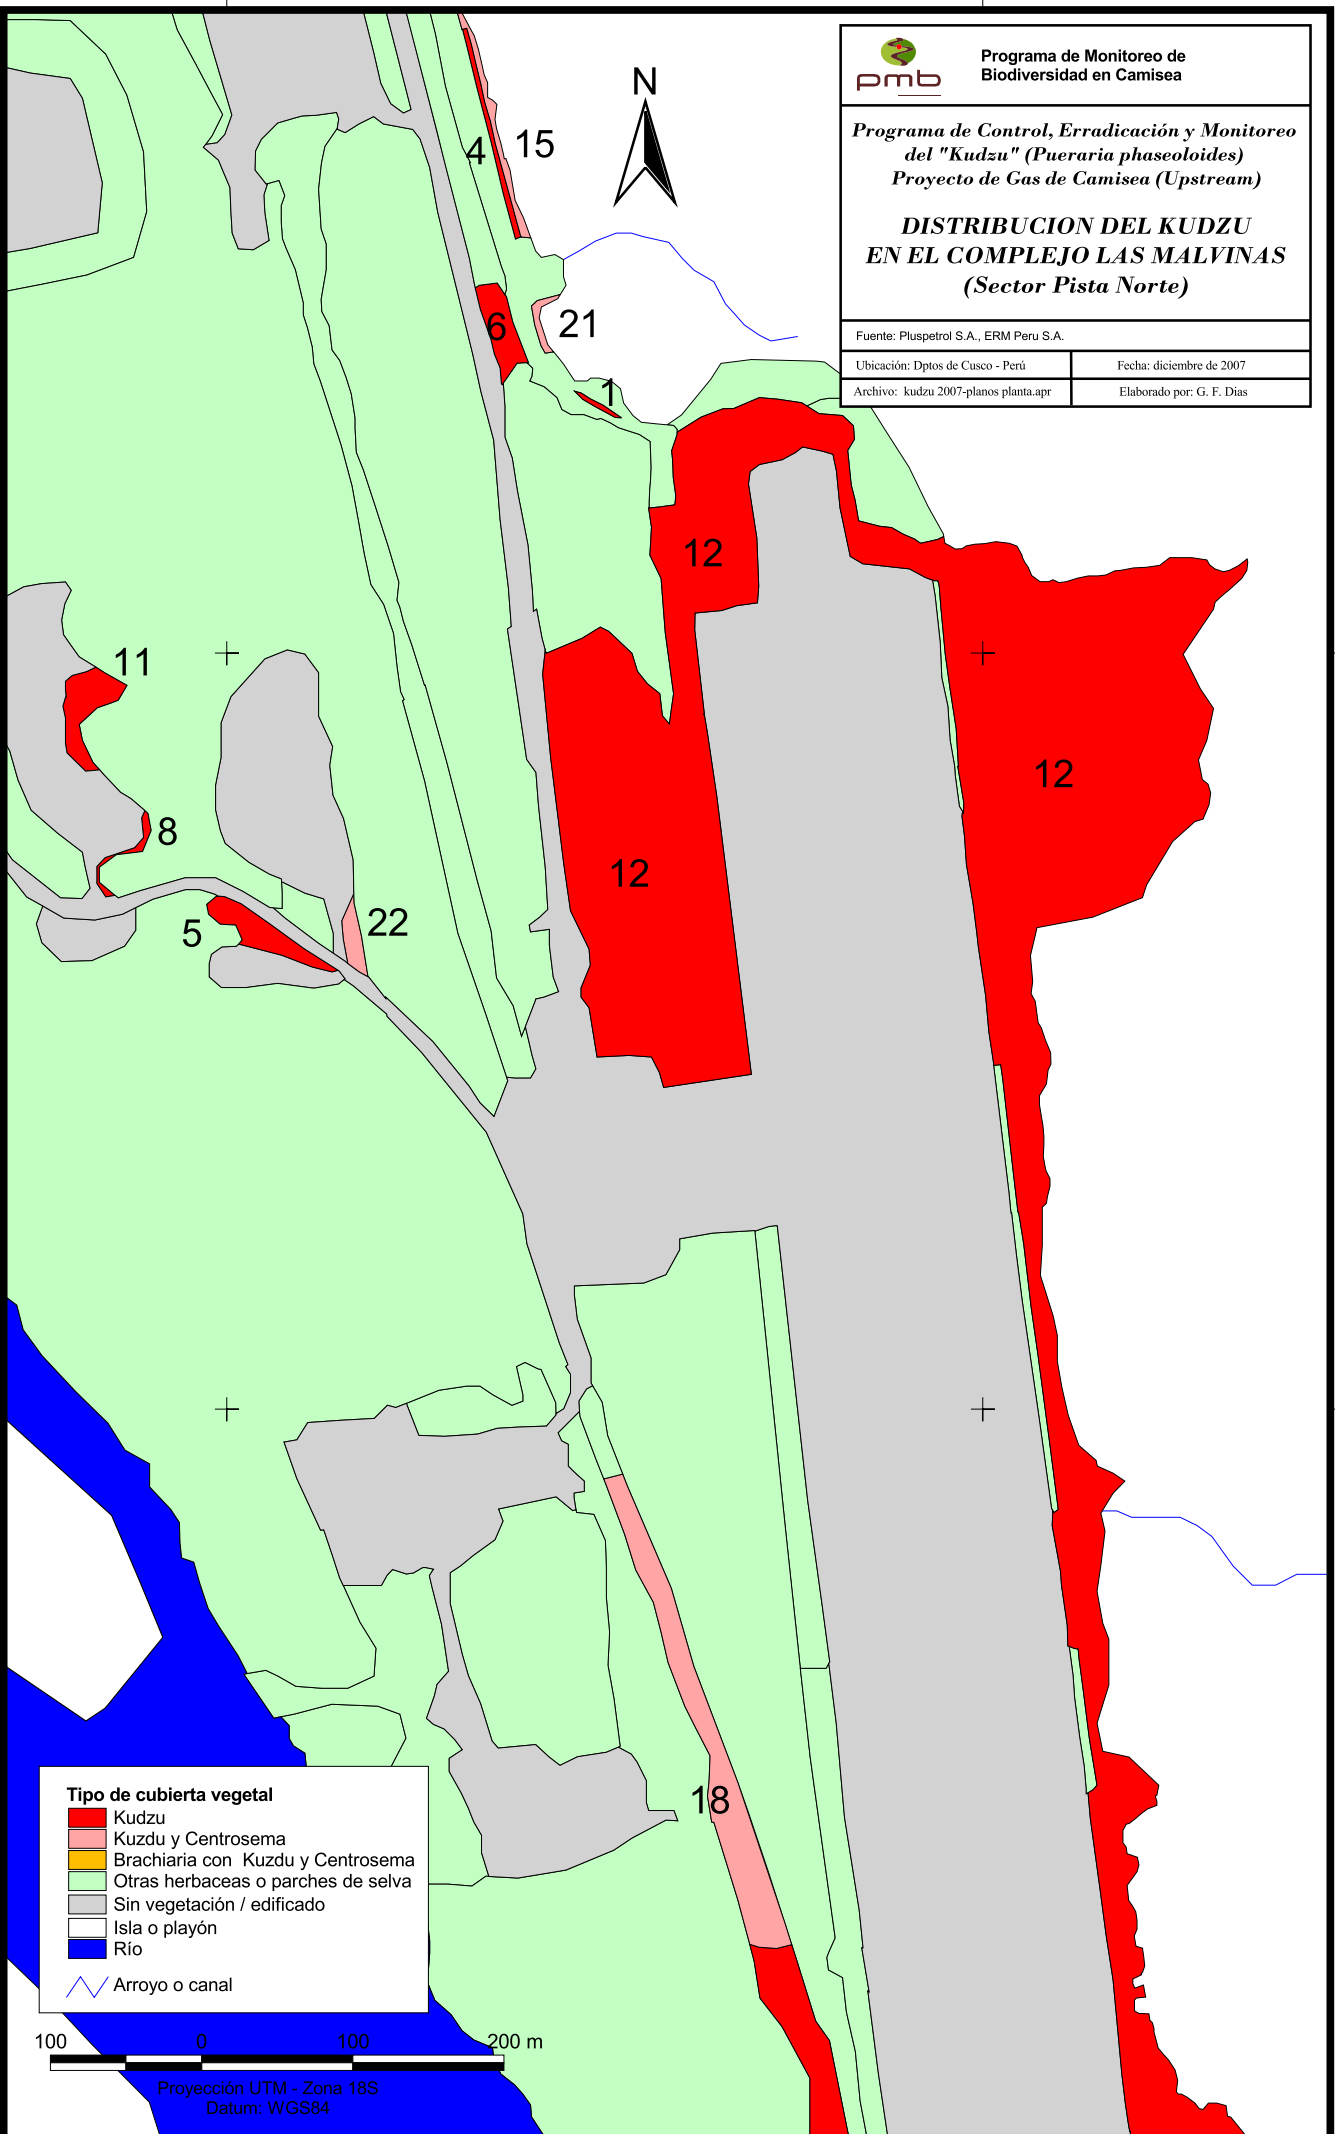 N
pmb
Programa de Monitoreo de
Biodiversidad en Camisea
Programa de Control, Erradicación y Monitoreo
del "Kudzu" (Pueraria phaseoloides)
Proyecto de Gas de Camisea (Upstream)
DISTRIBUCION DEL KUDZU
EN EL COMPLEJO LAS MALVINAS
(Sector Pista Norte)
Fuente: Pluspetrol S.A., ERM Peru S.A.
Ubicación: Dptos de Cusco - Perú
Fecha: diciembre de 2007
Archivo: kudzu 2007-planos planta.apr
Elaborado por: G. F. Dias
4
15
6
21
1
12
11
12
8
12
5
22
18
Tipo de cubierta vegetal
Kudzu
Kuzdu y Centrosema
Brachiaria con Kuzdu y Centrosema
Otras herbaceas o parches de selva
Sin vegetación / edificado
Isla o playón
Río
Arroyo o canal
100 0 100 200 m
Proyección UTM - Zona 18S
Datum: WGS84